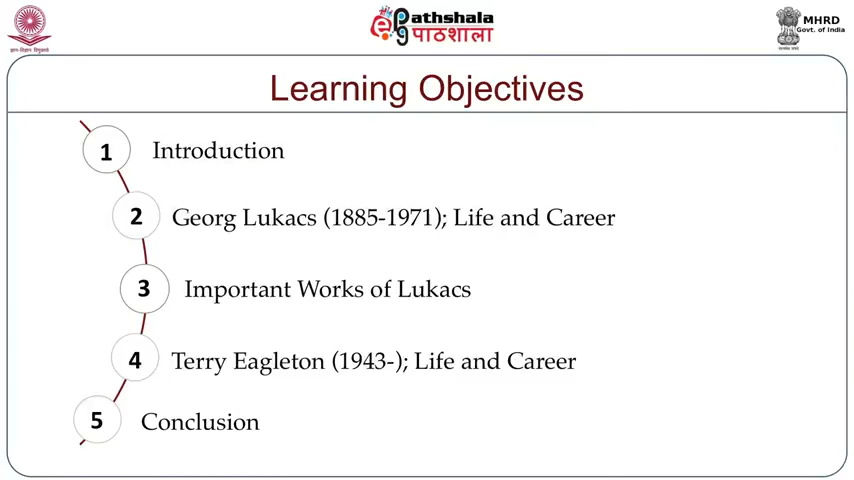 ज्ञान-विज्ञान विमुक्तये
ePathshala
पाठशाला
MHRD
Govt. of India
Learning Objectives
1 Introduction
2 Georg Lukacs (1885-1971); Life and Career
3 Important Works of Lukacs
4 Terry Eagleton (1943-); Life and Career
5 Conclusion